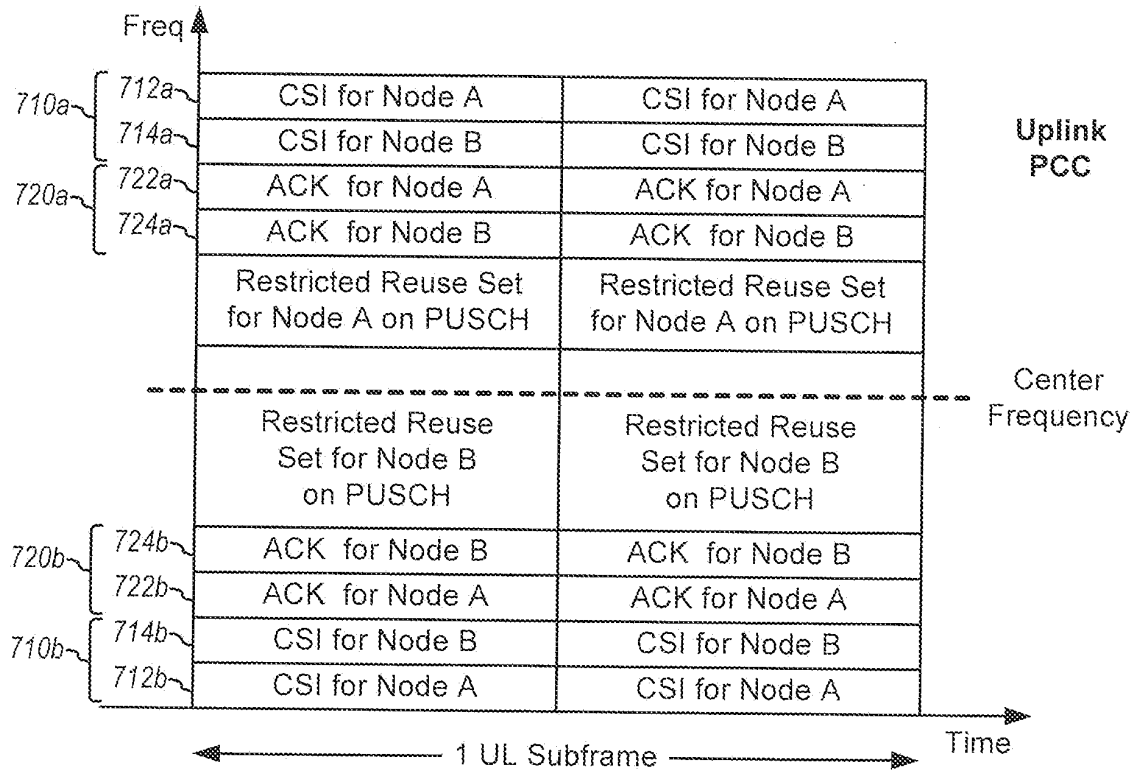 Freq
710a
712a
CSI for Node A
CSI for Node A
714a
CSI for Node B
CSI for Node B
Uplink
PCC
720a
722a
ACK for Node A
ACK for Node A
724a
ACK for Node B
ACK for Node B
Restricted Reuse Set
for Node A on PUSCH
Restricted Reuse Set
for Node A on PUSCH
Center
Frequency
Restricted Reuse
Set for Node B
on PUSCH
Restricted Reuse
Set for Node B
on PUSCH
720b
724b
ACK for Node B
ACK for Node B
722b
ACK for Node A
ACK for Node A
710b
714b
CSI for Node B
CSI for Node B
712b
CSI for Node A
CSI for Node A
1 UL Subframe
Time